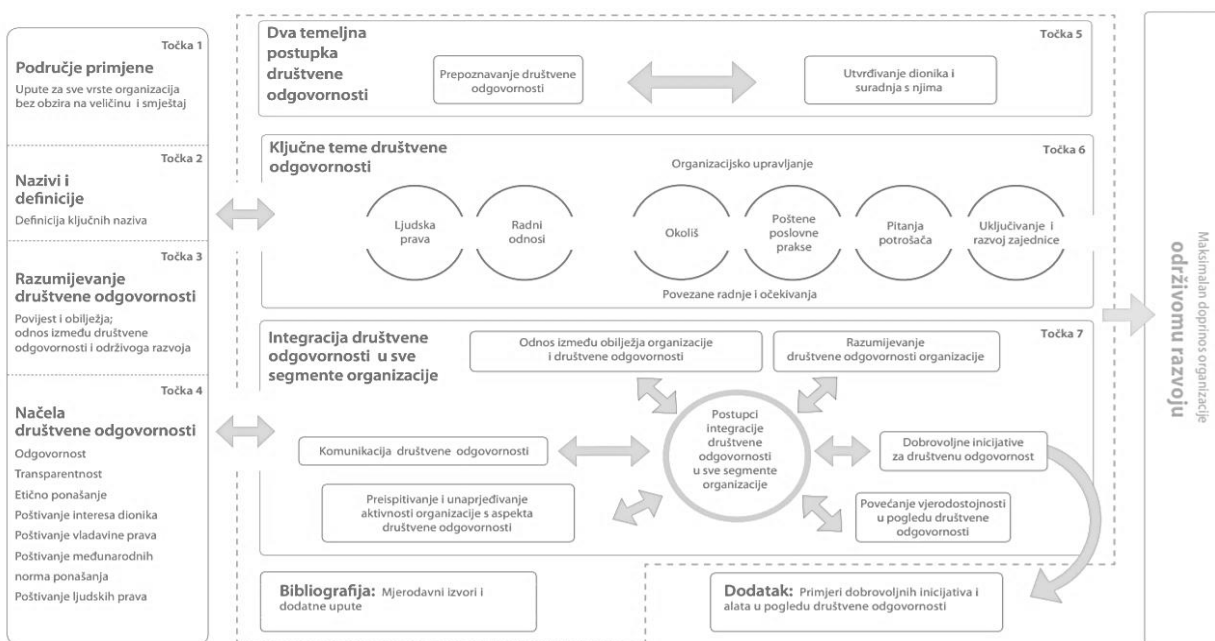 Točka 1
Područje primjene
Upute za sve vrste organizacija
bez obzira na veličinu i smještaj
Točka 2
Nazivi i
definicije
Definicija ključnih naziva
Točka 3
Razumijevanje
društvene odgovornosti
Povijest i obilježja;
odnos između društvene
odgovornosti i održivoga razvoja
Točka 4
Načela
društvene odgovornosti
Odgovornost
Transparentnost
Etično ponašanje
Poštivanje interesa dionika
Poštivanje vladavine prava
Poštivanje međunarodnih
norma ponašanja
Poštivanje ljudskih prava
Dva temeljna
postupka
društvene
odgovornosti
Točka 5
Prepoznavanje društvene
odgovornosti
Utvrđivanje dionika i
suradnja s njima
Ključne teme društvene
odgovornosti
Točka 6
Organizacijsko upravljanje
Ljudska
prava
Radni
odnosi
Okoliš
Poštene
poslovne
prakse
Pitanja
potrošača
Uključivanje i
razvoj zajednice
Povezane radnje i očekivanja
Integracija društvene
odgovornosti u sve
segmente organizacije
Točka 7
Odnos između obilježja organizacije
i društvene odgovornosti
Razumijevanje
društvene odgovornosti organizacije
Postupci
integracije
društvene
odgovornosti
u sve segmente
organizacije
Komunikacija društvene odgovornosti
Dobrovoljne inicijative
za društvenu odgovornost
Preispitivanje i unaprjeđivanje
aktivnosti organizacije s aspekta
društvene odgovornosti
Povećanje vjerodostojnosti
u pogledu društvene
odgovornosti
Bibliografija: Mjerodavni izvori i
dodatne upute
Dodatak: Primjeri dobrovoljnih inicijativa i
alata u pogledu društvene odgovornosti
Maksimalan doprinos organizacije
održivomu razvoju